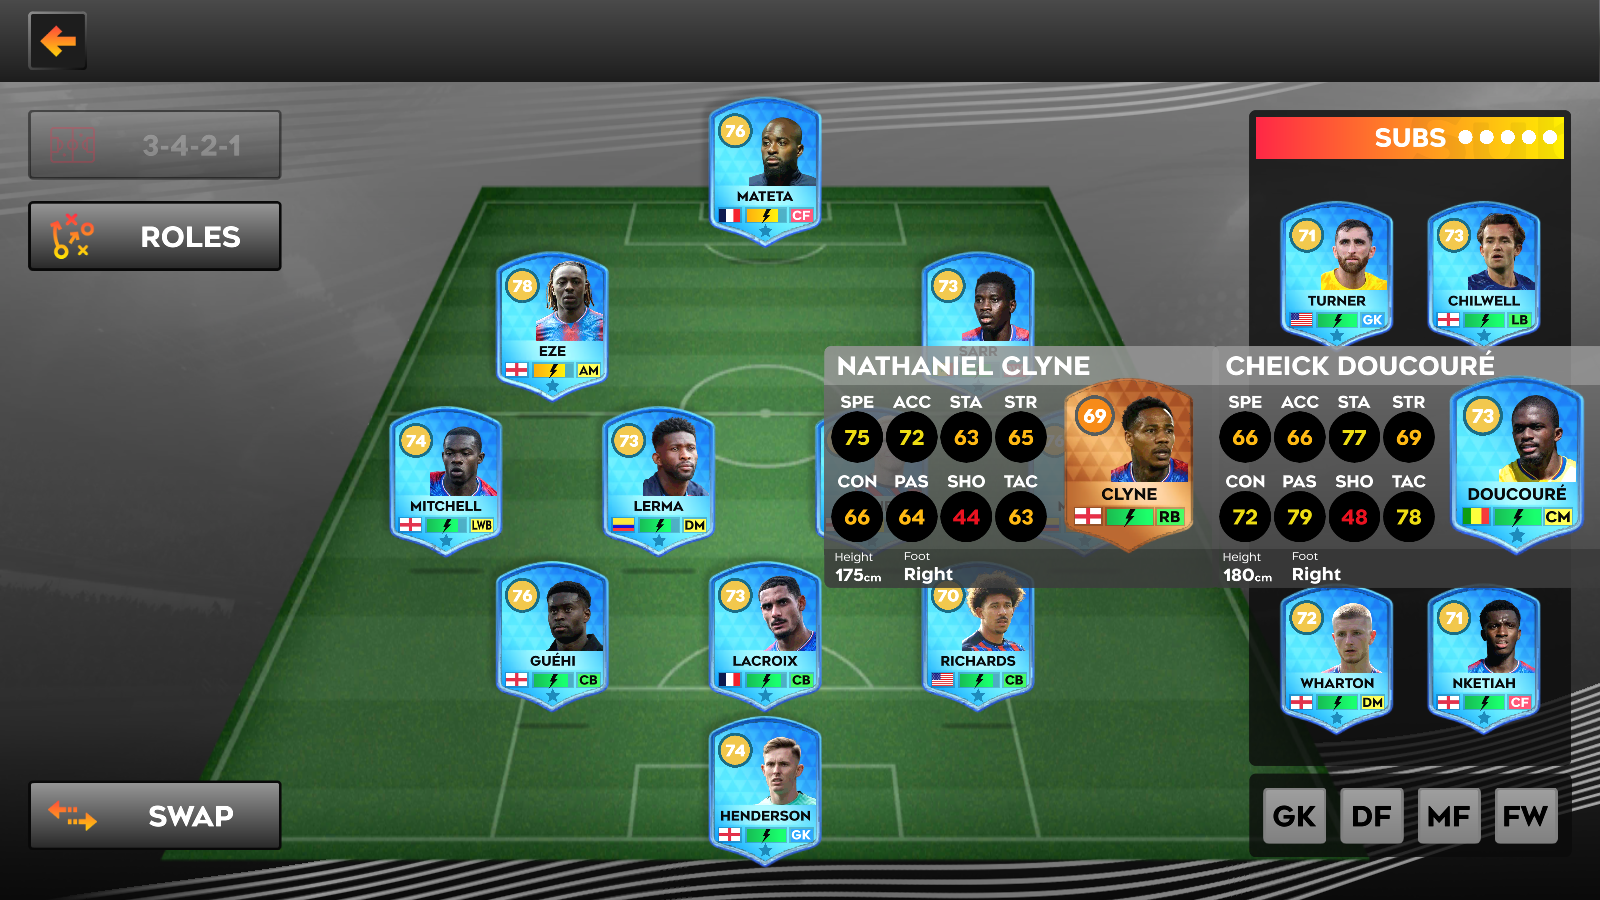 3-4-2-1
ROLES
SWAP
76
MATETA
CF
78
EZE
AM
73
SARR
74
MITCHELL
LWB
73
LERMA
DM
76
GUÉHI
CB
73
LACROIX
CB
70
RICHARDS
CB
74
HENDERSON
GK
NATHANIEL CLYNE
SPE ACC STA STR
75 72 63 65
CON PAS SHO TAC
66 64 44 63
Height Foot
175cm Right
69
CLYNE
RB
CHEICK DOUCOURÉ
SPE ACC STA STR
66 66 77 69
CON PAS SHO TAC
72 79 48 78
Height Foot
180cm Right
73
DOUCOURÉ
CM
SUBS
71
TURNER
GK
73
CHILWELL
LB
72
WHARTON
DM
71
NKETIAH
CF
GK DF MF FW